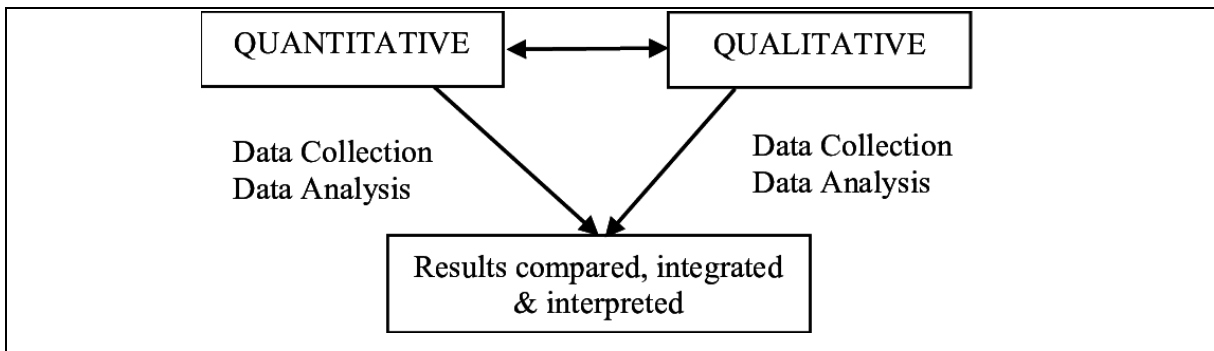 QUANTITATIVE
QUALITATIVE
Data Collection
Data Analysis
Data Collection
Data Analysis
Results compared, integrated
& interpreted